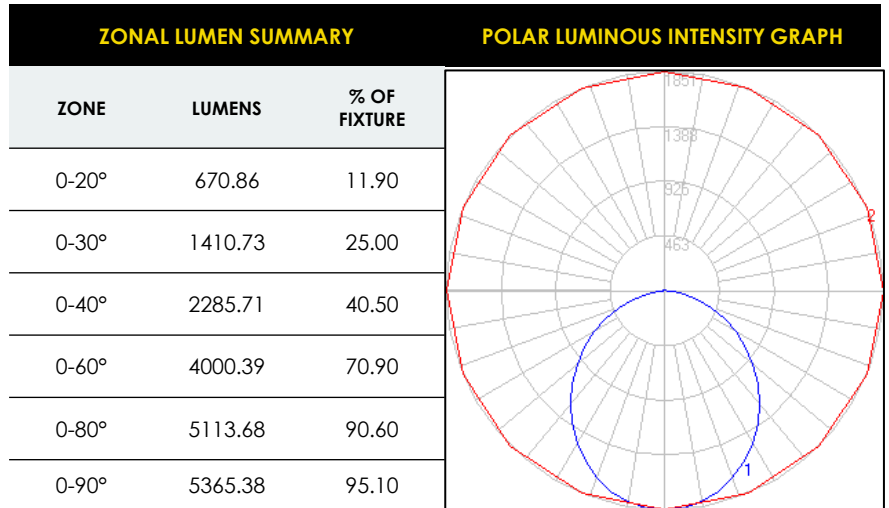 ZONAL LUMEN SUMMARY
POLAR LUMINOUS INTENSITY GRAPH
ZONE LUMENS % OF FIXTURE
0-20° 670.86 11.90
0-30° 1410.73 25.00
0-40° 2285.71 40.50
0-60° 4000.39 70.90
0-80° 5113.68 90.60
0-90° 5365.38 95.10
1851
1388
925
2
463
1